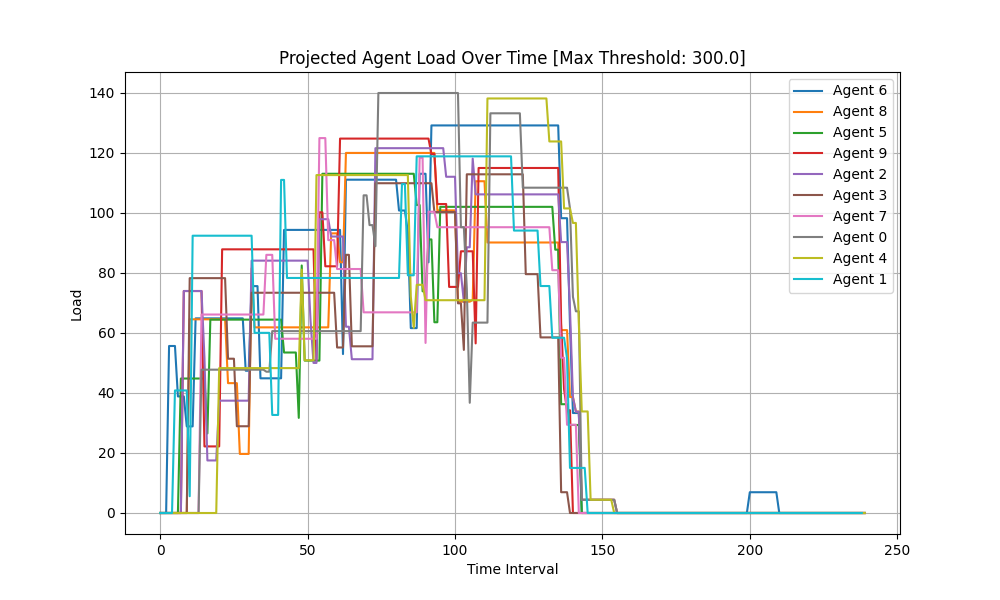 Projected Agent Load Over Time [Max Threshold: 300.0]
Load
140
120
100
80
60
40
20
0
0
50
100
150
200
250
Time Interval
Agent 6
Agent 8
Agent 5
Agent 9
Agent 2
Agent 3
Agent 7
Agent 0
Agent 4
Agent 1